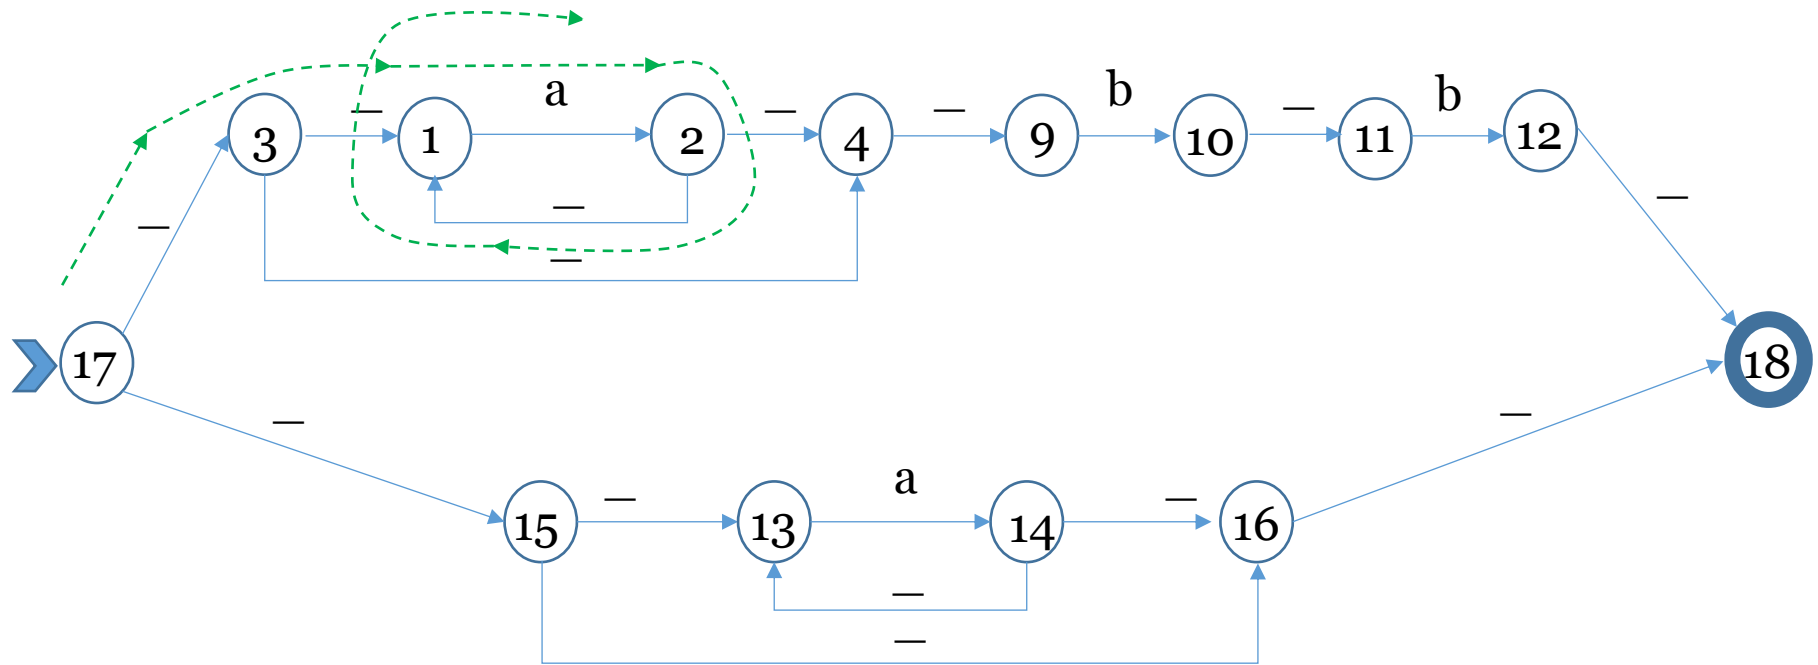 a b b
— — — —
3 1 2 4 9 10 11 12
— — —
—
17 18
— —
a
— —
15 13 14 16
—
—